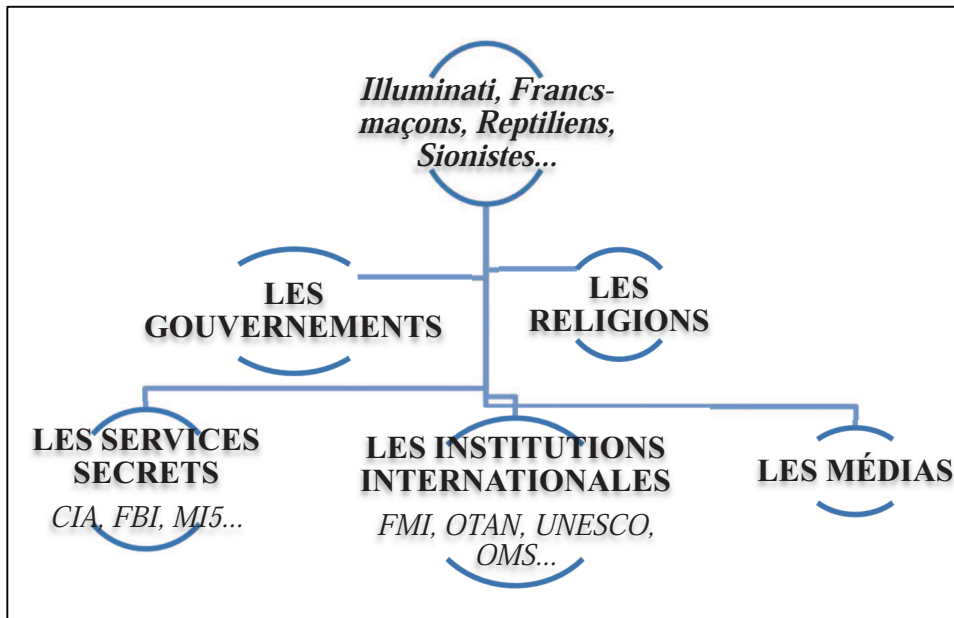 Illuminati, Francs-
maçons, Reptiliens,
Sionistes...
LES
GOUVERNEMENTS
LES
RELIGIONS
LES SERVICES
SECRETS
CIA, FBI, MI5...
LES INSTITUTIONS
INTERNATIONALES
FMI, OTAN, UNESCO,
OMS...
LES MÉDIAS